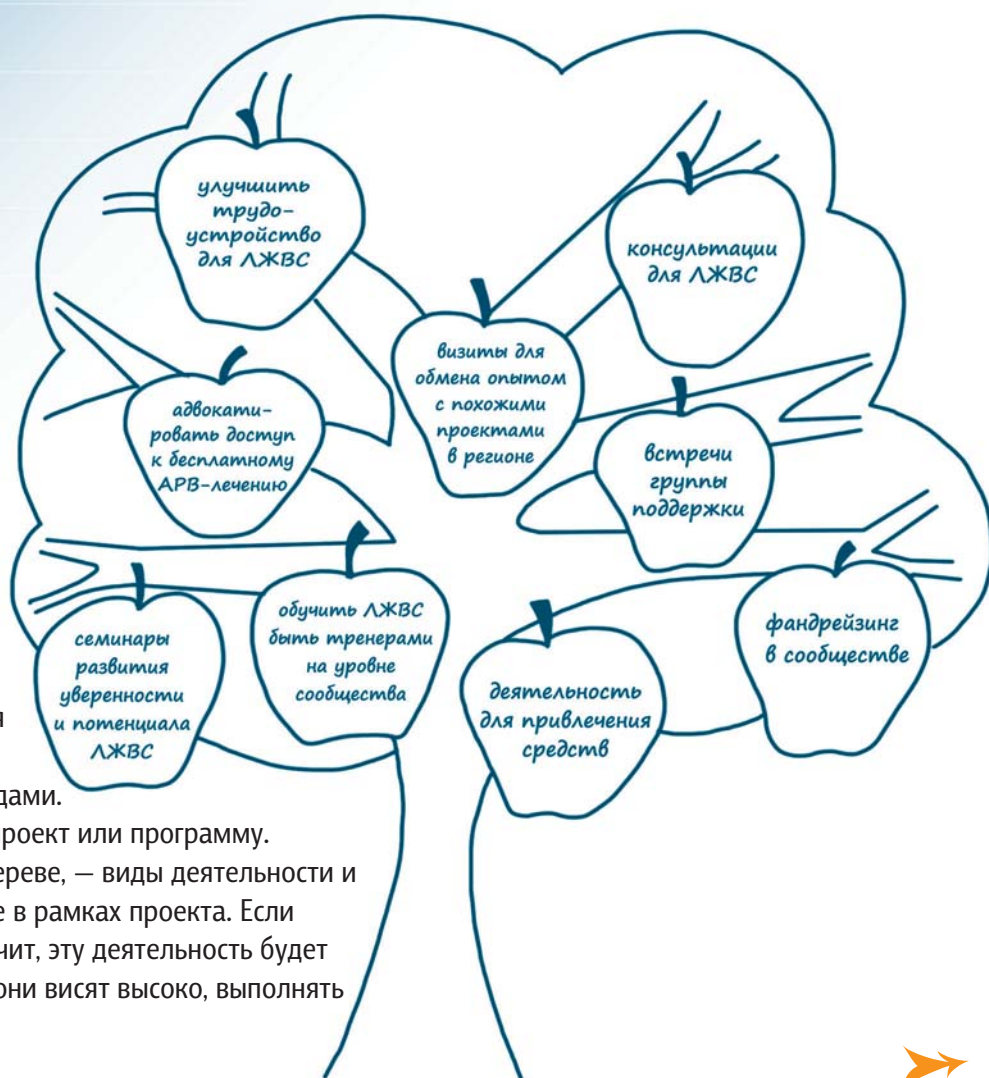 улучшить
трудо-
устройство
для ЛЖВС
консультации
для ЛЖВС
визиты для
обмена опытом
с похожими
проектами
в регионе
адвокати-
ровать доступ
к бесплатному
АРВ-лечению
встречи
группы
поддержки
семинары
развития
уверенности
и потенциала
ЛЖВС
обучить ЛЖВС
быть тренерами
на уровне
сообщества
деятельность
для привлечения
средств
фандрейзинг
в сообществе
я
дами.
проект или программу.
ереве, — виды деятельности и
е в рамках проекта. Если
чит, эту деятельность будет
они висят высоко, выполнять